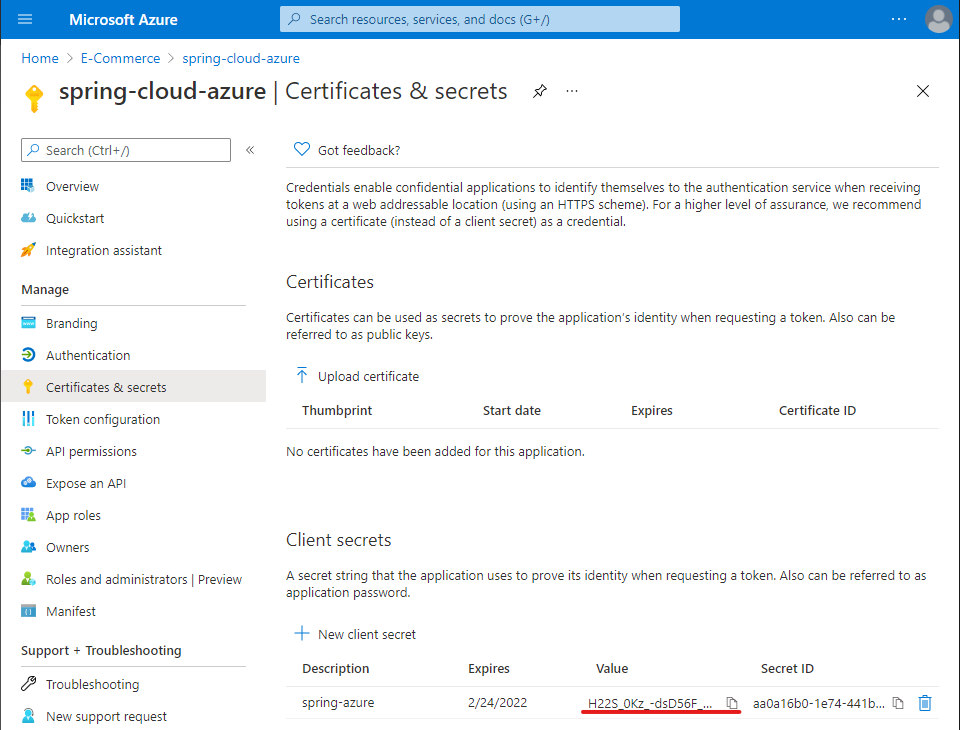 Microsoft Azure
Search resources, services, and docs (G+/)
...
Home > E-Commerce > spring-cloud-azure
spring-cloud-azure | Certificates & secrets
...
Search (Ctrl+/)
«
Overview
Quickstart
Integration assistant
Manage
Branding
Authentication
Certificates & secrets
Token configuration
API permissions
Expose an API
App roles
Owners
Roles and administrators | Preview
Manifest
Support + Troubleshooting
Troubleshooting
New support request
Got feedback?
Credentials enable confidential applications to identify themselves to the authentication service when receiving
tokens at a web addressable location (using an HTTPS scheme). For a higher level of assurance, we recommend
using a certificate (instead of a client secret) as a credential.
Certificates
Certificates can be used as secrets to prove the application's identity when requesting a token. Also can be
referred to as public keys.
Upload certificate
Thumbprint Start date Expires Certificate ID
No certificates have been added for this application.
Client secrets
A secret string that the application uses to prove its identity when requesting a token. Also can be referred to as
application password.
New client secret
Description Expires Value Secret ID
spring-azure 2/24/2022 H22S_0Kz_-dsD56F_... aa0a16b0-1e74-441b...